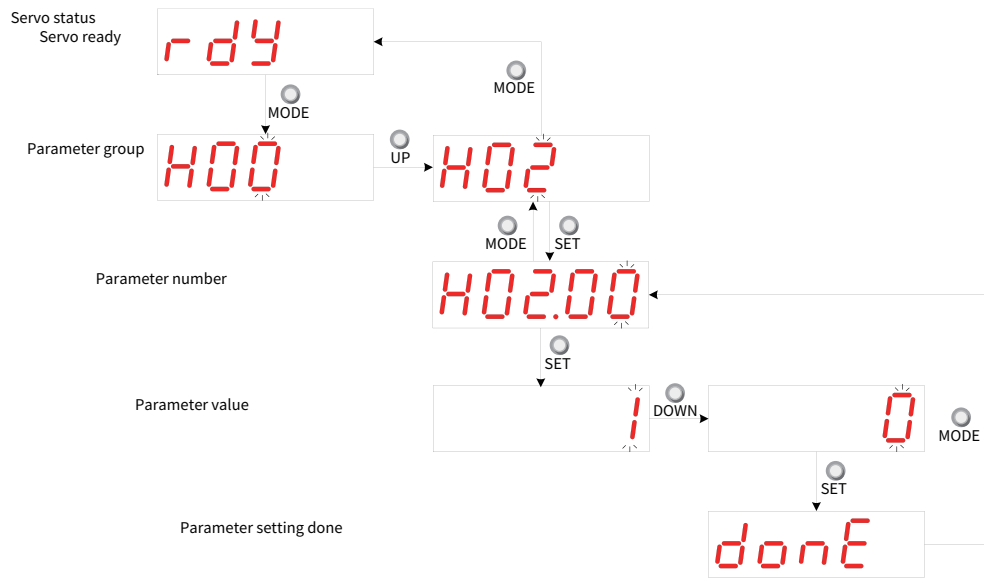 Servo status
Servo ready
rdy
MODE
MODE
Parameter group
H00
UP
H02
MODE
SET
Parameter number
H02.00
SET
Parameter value
1
DOWN
0
MODE
SET
Parameter setting done
donE